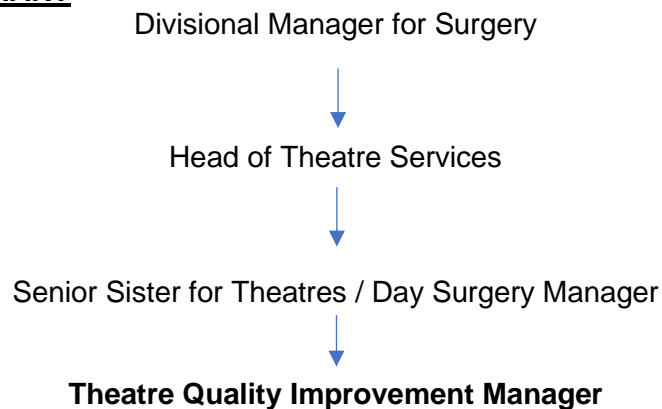 Divisional Manager for Surgery
Head of Theatre Services
Senior Sister for Theatres / Day Surgery Manager
Theatre Quality Improvement Manager